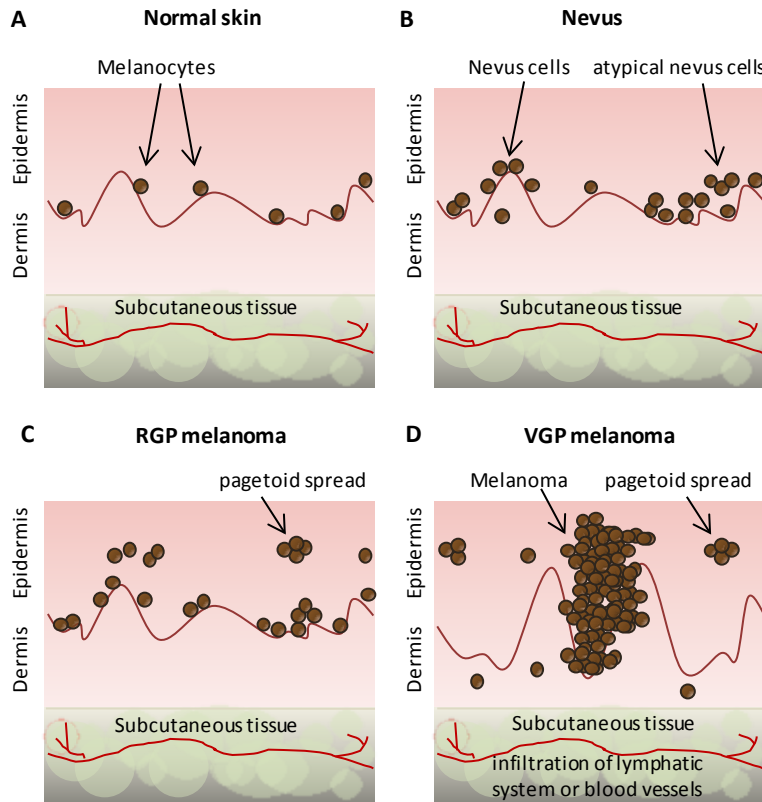 A
Normal skin
Melanocytes
Epidermis
Dermis
Subcutaneous tissue
B
Nevus
Nevus cells
atypical nevus cells
Epidermis
Dermis
Subcutaneous tissue
C
RGP melanoma
pagetoid spread
Epidermis
Dermis
Subcutaneous tissue
D
VGP melanoma
Melanoma
pagetoid spread
Epidermis
Dermis
Subcutaneous tissue
infiltration of lymphatic
system or blood vessels